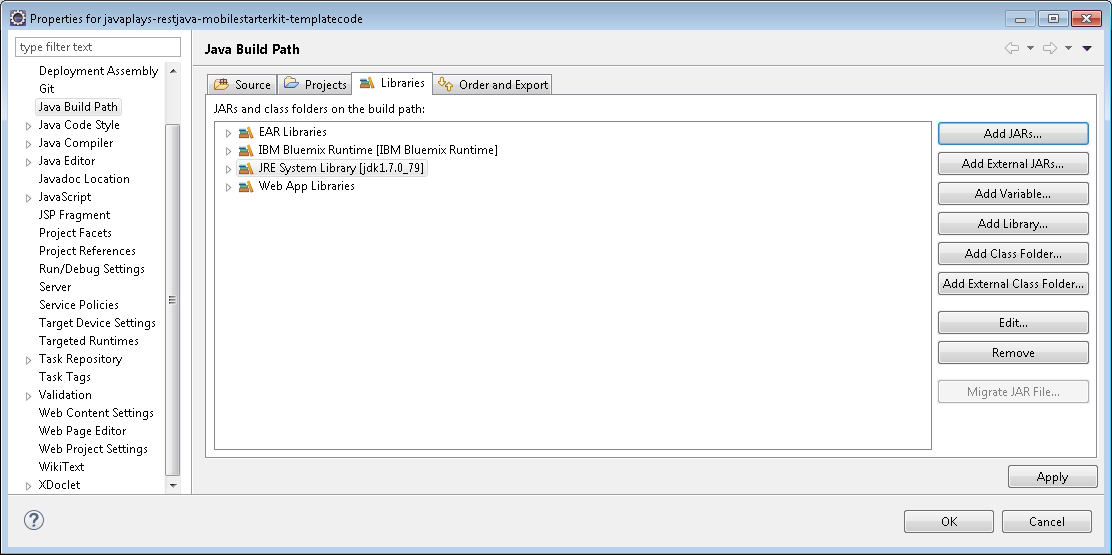 Properties for javaplays-restjava-mobilestarterkit-templatecode
type filter text
Deployment Assembly
Git
Java Build Path
Java Code Style
Java Compiler
Java Editor
Javadoc Location
JavaScript
JSP Fragment
Project Facets
Project References
Run/Debug Settings
Server
Service Policies
Target Device Settings
Targeted Runtimes
Task Repository
Task Tags
Validation
Web Content Settings
Web Page Editor
Web Project Settings
WikiText
XDoclet
Java Build Path
Source Projects Libraries Order and Export
JARs and class folders on the build path:
EAR Libraries
IBM Bluemix Runtime [IBM Bluemix Runtime]
JRE System Library [jdk1.7.0_79]
Web App Libraries
Add JARs...
Add External JARs...
Add Variable...
Add Library...
Add Class Folder...
Add External Class Folder...
Edit...
Remove
Migrate JAR File...
Apply
OK Cancel